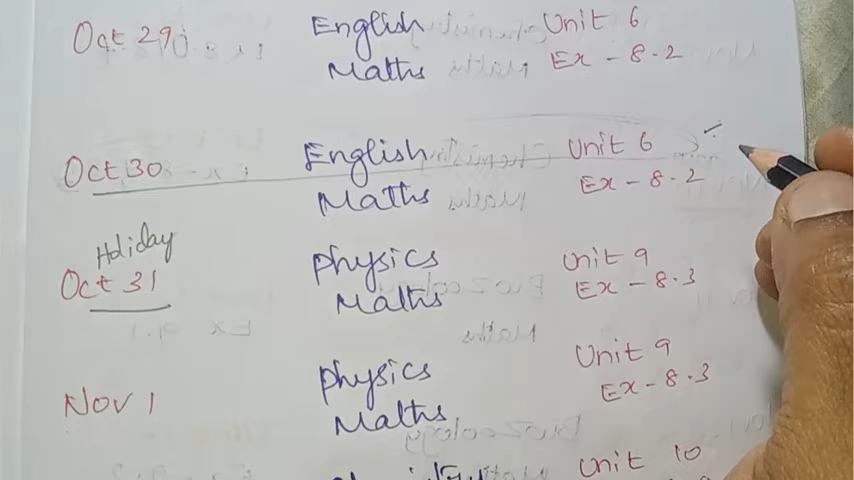 Oct 29 English Unit 6
Maths Ex - 8.2
Oct 30 English Unit 6
Maths Ex - 8.2
Holiday
Oct 31 Physics Unit 9
Maths Ex - 8.3
Nov 1 Physics Unit 9
Maths Ex - 8.3
Unit 10